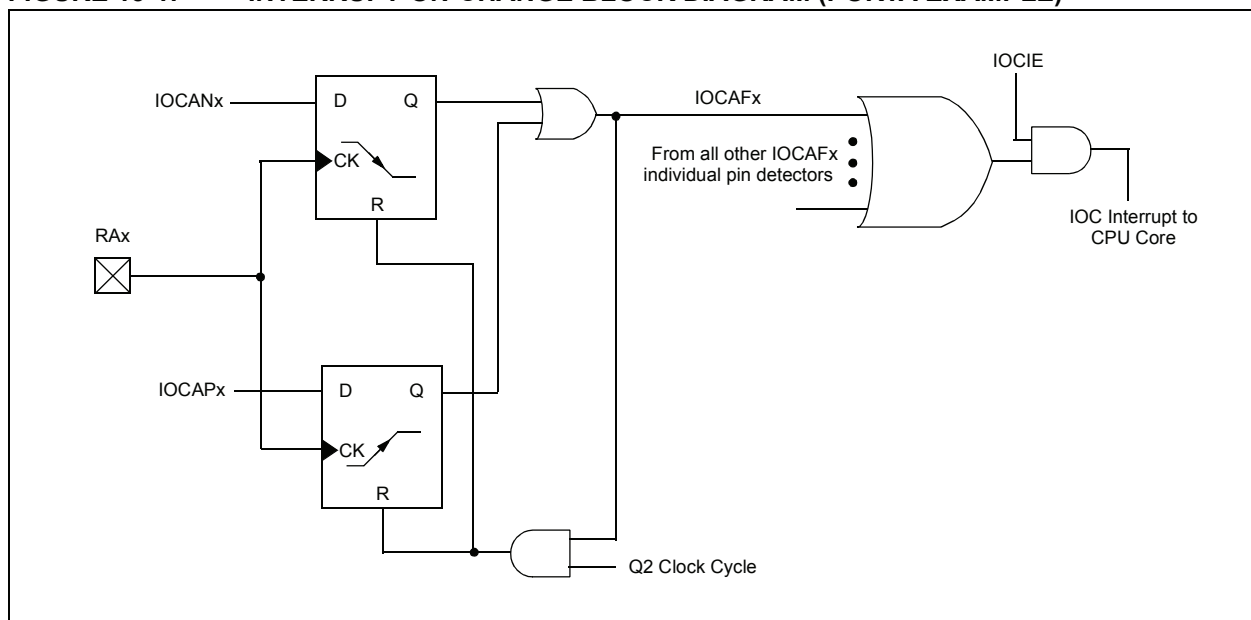 IOCIE
IOCANx
D
Q
IOCAFx
CK
From all other IOCAFx
individual pin detectors
R
IOC Interrupt to
CPU Core
RAx
IOCAPx
D
Q
CK
R
Q2 Clock Cycle